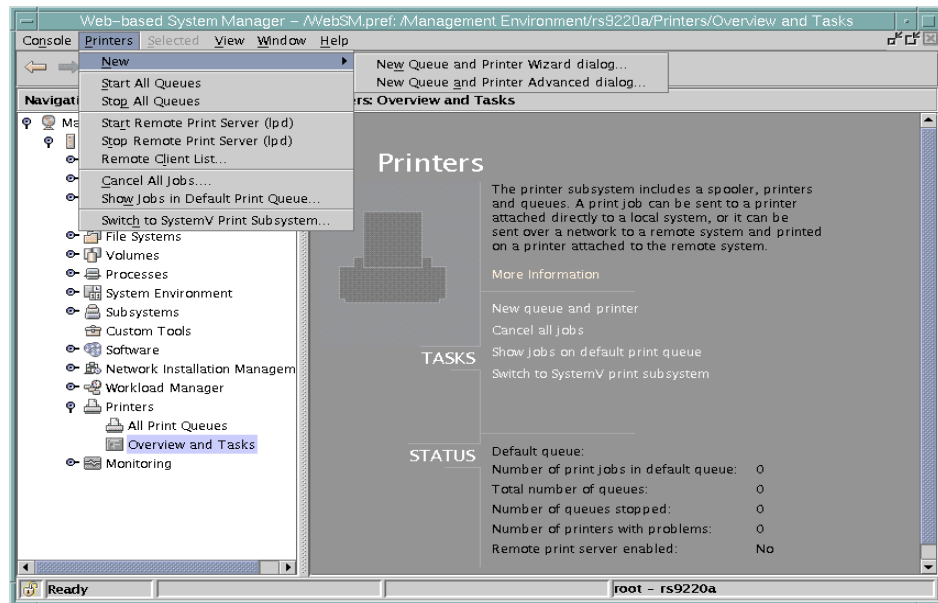 Web-based System Manager - /WebSM.pref: /Management Environment/rs9220a/Printers/Overview and Tasks
Console Printers Selected View Window Help
New
New Queue and Printer Wizard dialog...
New Queue and Printer Advanced dialog...
Start All Queues
Stop All Queues
Start Remote Print Server (lpd)
Stop Remote Print Server (lpd)
Remote Client List...
Cancel All Jobs....
Show Jobs in Default Print Queue...
Switch to SystemV Print Subsystem...
Navigati
rs: Overview and Tasks
Ma
File Systems
Volumes
Processes
System Environment
Subsystems
Custom Tools
Software
Network Installation Managem
Workload Manager
Printers
All Print Queues
Overview and Tasks
Monitoring
Printers
The printer subsystem includes a spooler, printers
and queues. A print job can be sent to a printer
attached directly to a local system, or it can be
sent over a network to a remote system and printed
on a printer attached to the remote system.
More Information
New queue and printer
Cancel all jobs
TASKS
Show jobs on default print queue
Switch to SystemV print subsystem
STATUS
Default queue:
Number of print jobs in default queue: 0
Total number of queues: 0
Number of queues stopped: 0
Number of printers with problems: 0
Remote print server enabled: No
Ready
root - rs9220a